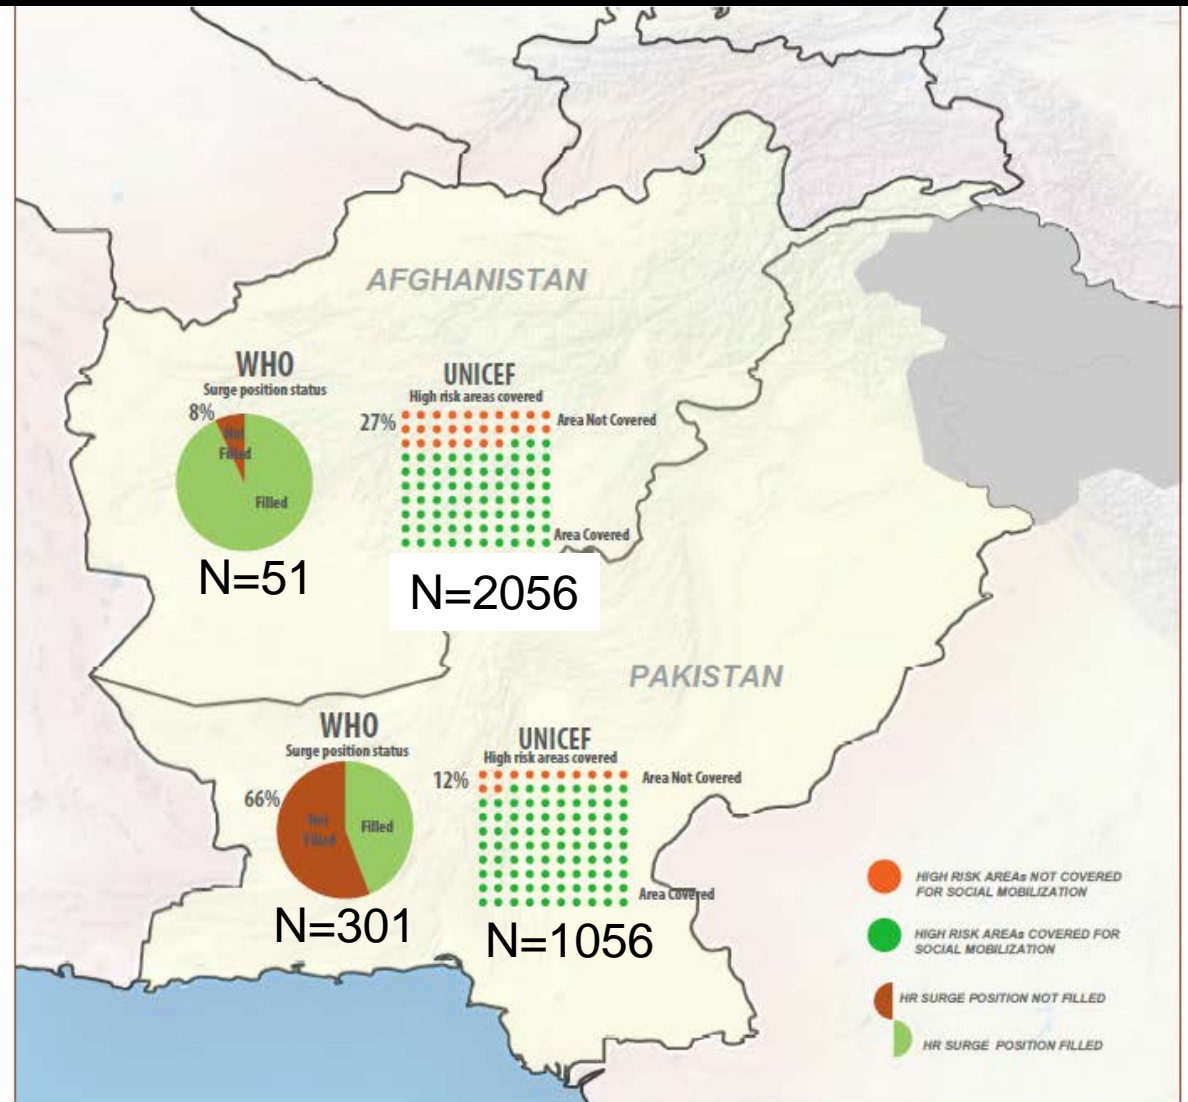 AFGHANISTAN
WHO
Surge position status
8%
Not
Filled
Filled
N=51
UNICEF
High risk areas covered
27%
Area Not Covered
Area Covered
N=2056
PAKISTAN
WHO
Surge position status
66%
Not
Filled
Filled
N=301
UNICEF
High risk areas covered
12%
Area Not Covered
Area Covered
N=1056
HIGH RISK AREAs NOT COVERED
FOR SOCIAL MOBILIZATION
HIGH RISK AREAs COVERED FOR
SOCIAL MOBILIZATION
HR SURGE POSITION NOT FILLED
HR SURGE POSITION FILLED